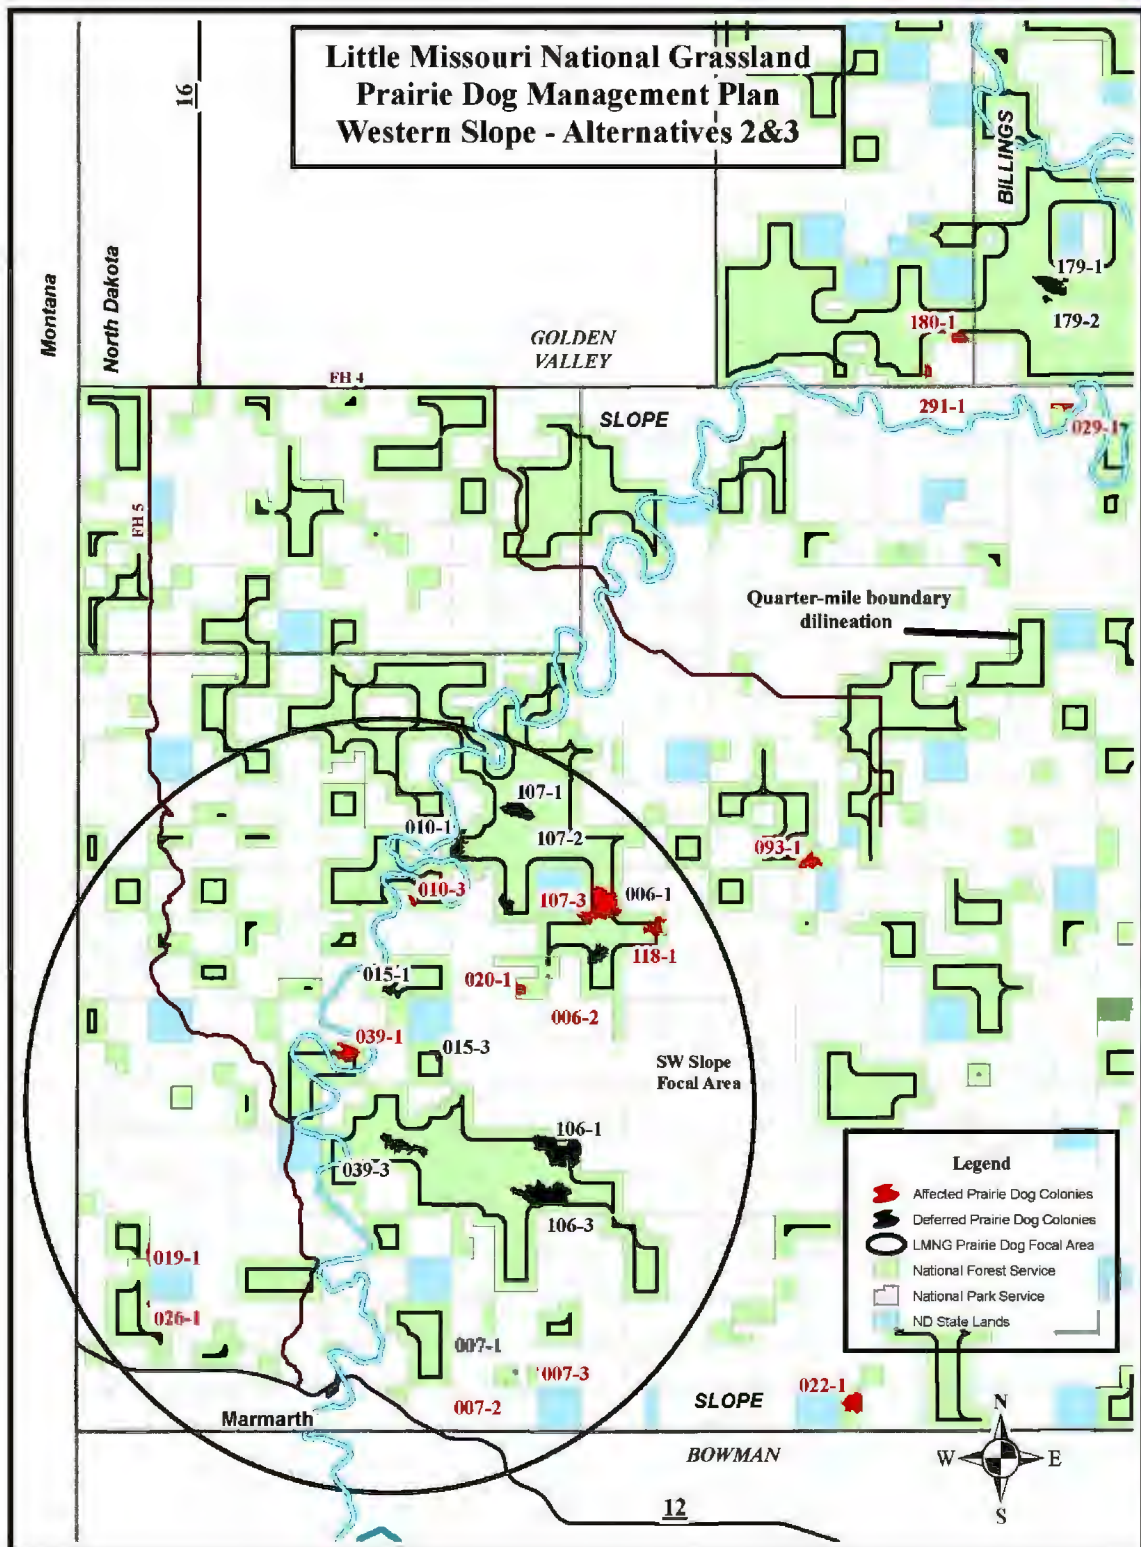 Little Missouri National Grassland
Prairie Dog Management Plan
Western Slope - Alternatives 2&3
16
BILLINGS
Montana
North Dakota
179-1
179-2
180-1
GOLDEN
VALLEY
FH 4
291-1
SLOPE
029-1
FH 5
Quarter-mile boundary
dilineation
107-1
010-1
107-2
093-1
010-3
107-3
006-1
118-1
015-1
020-1
006-2
039-1
015-3
SW Slope
Focal Area
106-1
039-3
106-3
019-1
026-1
007-1
007-3
007-2
022-1
SLOPE
Marmarth
BOWMAN
12
Legend
Affected Prairie Dog Colonies
Deferred Prairie Dog Colonies
LMNG Prairie Dog Focal Area
National Forest Service
National Park Service
ND State Lands
N
W
E
S